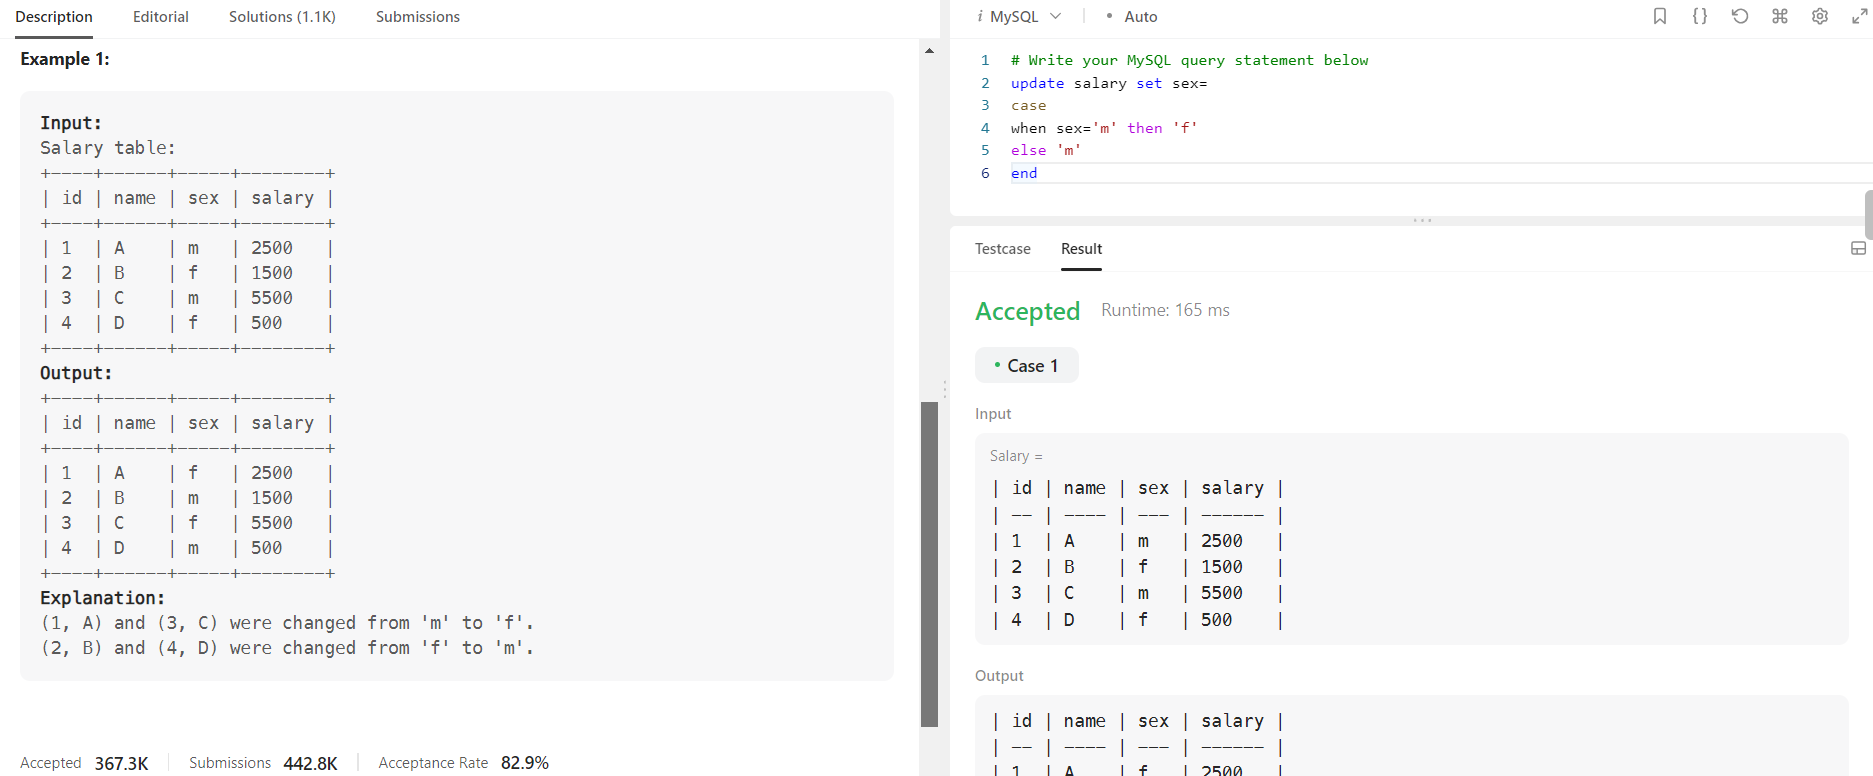 Description Editorial Solutions (1.1K) Submissions
Example 1:
Input:
Salary table:
+----+------+-----+--------+
| id | name | sex | salary |
+----+------+-----+--------+
| 1  | A    | m   | 2500   |
| 2  | B    | f   | 1500   |
| 3  | C    | m   | 5500   |
| 4  | D    | f   | 500    |
+----+------+-----+--------+
Output:
+----+------+-----+--------+
| id | name | sex | salary |
+----+------+-----+--------+
| 1  | A    | f   | 2500   |
| 2  | B    | m   | 1500   |
| 3  | C    | f   | 5500   |
| 4  | D    | m   | 500    |
+----+------+-----+--------+
Explanation:
(1, A) and (3, C) were changed from 'm' to 'f'.
(2, B) and (4, D) were changed from 'f' to 'm'.
Accepted 367.3K Submissions 442.8K Acceptance Rate 82.9%
i MySQL • Auto
1 # Write your MySQL query statement below
2 update salary set sex=
3 case
4 when sex='m' then 'f'
5 else 'm'
6 end
Testcase Result
Accepted Runtime: 165 ms
• Case 1
Input
Salary =
| id | name | sex | salary |
| -- | ---- | --- | ------ |
| 1  | A    | m   | 2500   |
| 2  | B    | f   | 1500   |
| 3  | C    | m   | 5500   |
| 4  | D    | f   | 500    |
Output
| id | name | sex | salary |
| -- | ---- | --- | ------ |
| 1  | A    | f   | 2500   |